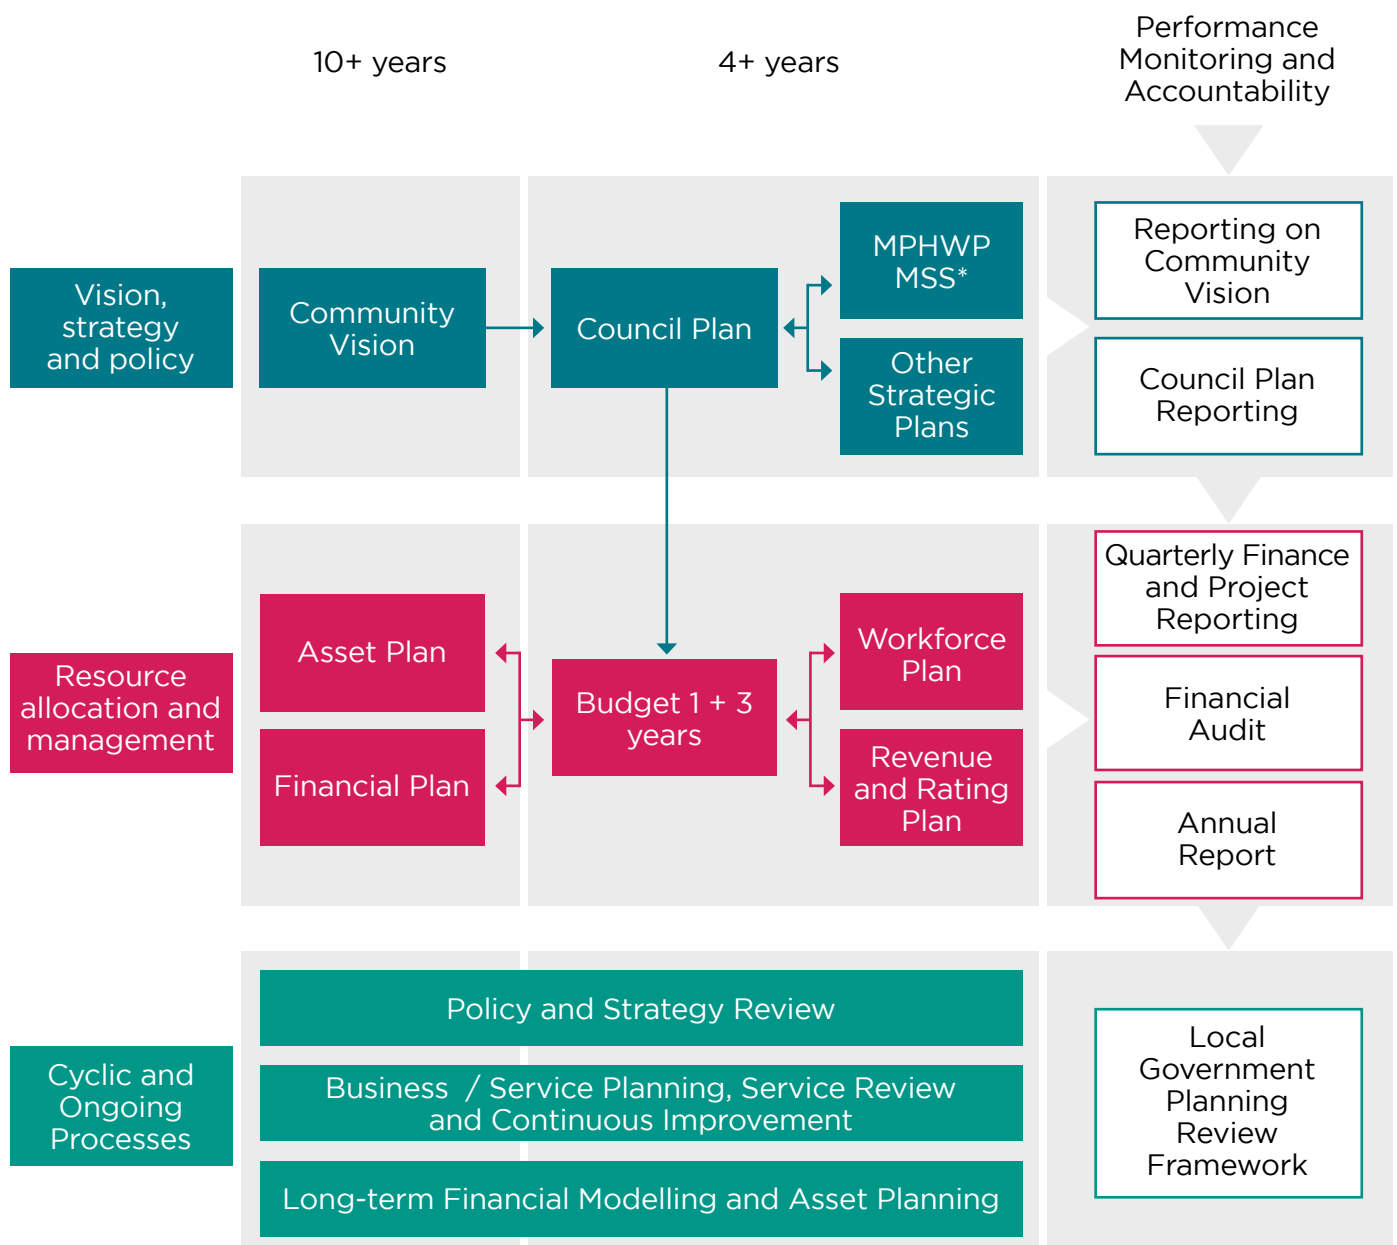 10+ years
4+ years
Performance
Monitoring and
Accountability
Vision,
strategy
and policy
Community
Vision
Council Plan
MPHWP
MSS*
Other
Strategic
Plans
Reporting on
Community
Vision
Council Plan
Reporting
Resource
allocation and
management
Asset Plan
Financial Plan
Budget 1 + 3
years
Workforce
Plan
Revenue
and Rating
Plan
Quarterly Finance
and Project
Reporting
Financial
Audit
Annual
Report
Cyclic and
Ongoing
Processes
Policy and Strategy Review
Business / Service Planning, Service Review
and Continuous Improvement
Long-term Financial Modelling and Asset Planning
Local
Government
Planning
Review
Framework